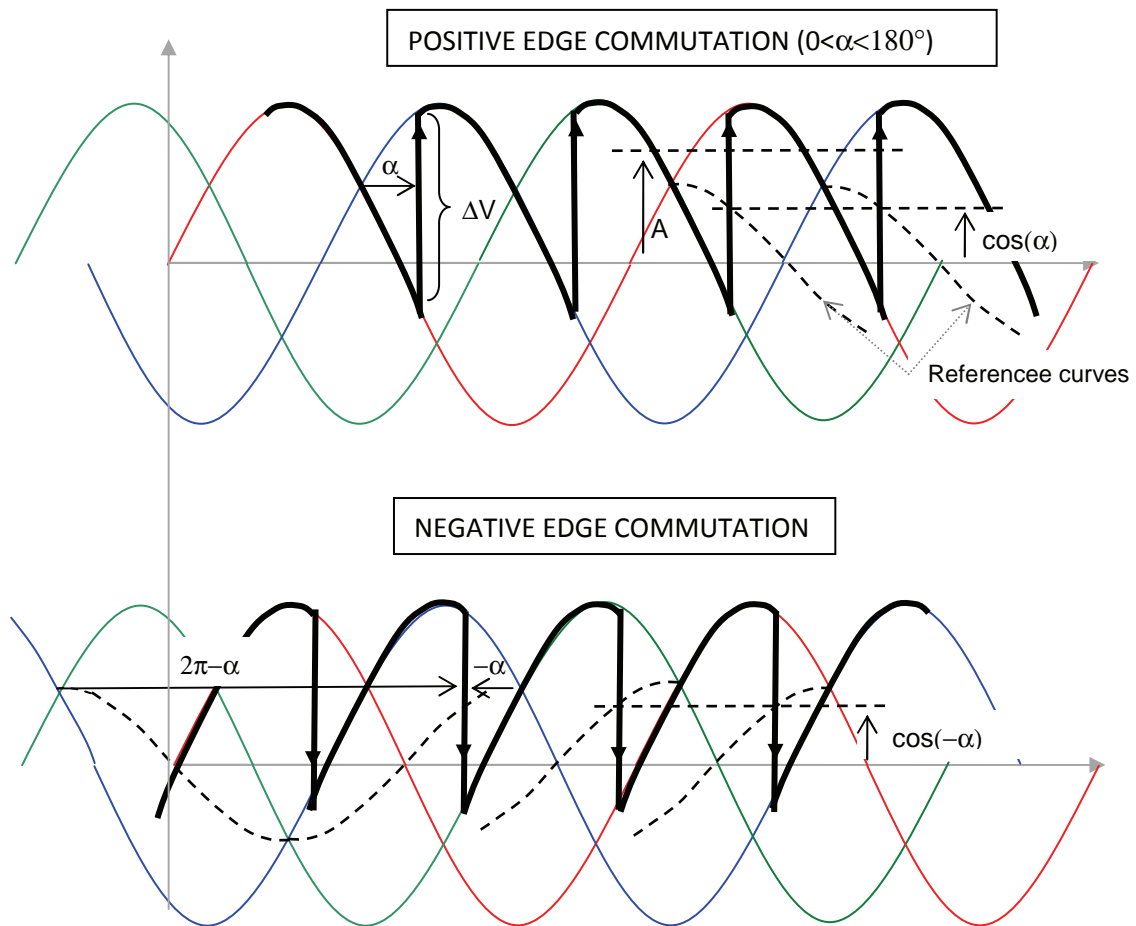 POSITIVE EDGE COMMUTATION (0<α<180°)
α
ΔV
A
cos(α)
Referencee curves
NEGATIVE EDGE COMMUTATION
2π−α
−α
cos(−α)